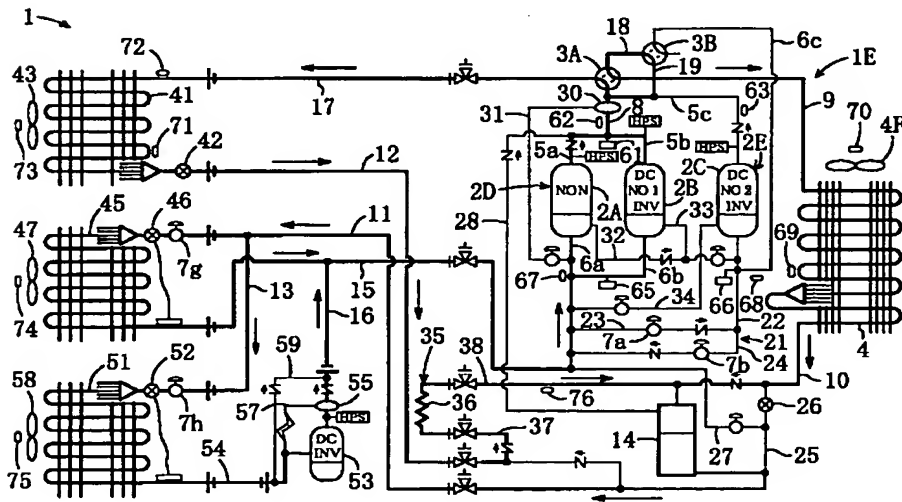 1
72
18
3A
3B
6c
1E
43
41
17
19
30
8
5c
63
9
70
4F
31
62
HPS
71
42
73
12
5a
HPS
61
5b
HPS
2E
2C
2D
NON
DC
NO1
INV
2B
DC
NO2
INV
2A
45
46
11
28
33
47
32
69
7g
6a
67
6b
15
65
66
68
13
34
22
74
16
23
7a
21
24
7b
4
51
52
59
35
38
10
58
55
36
76
26
57
HPS
37
14
7h
DC
INV
53
27
25
75
54